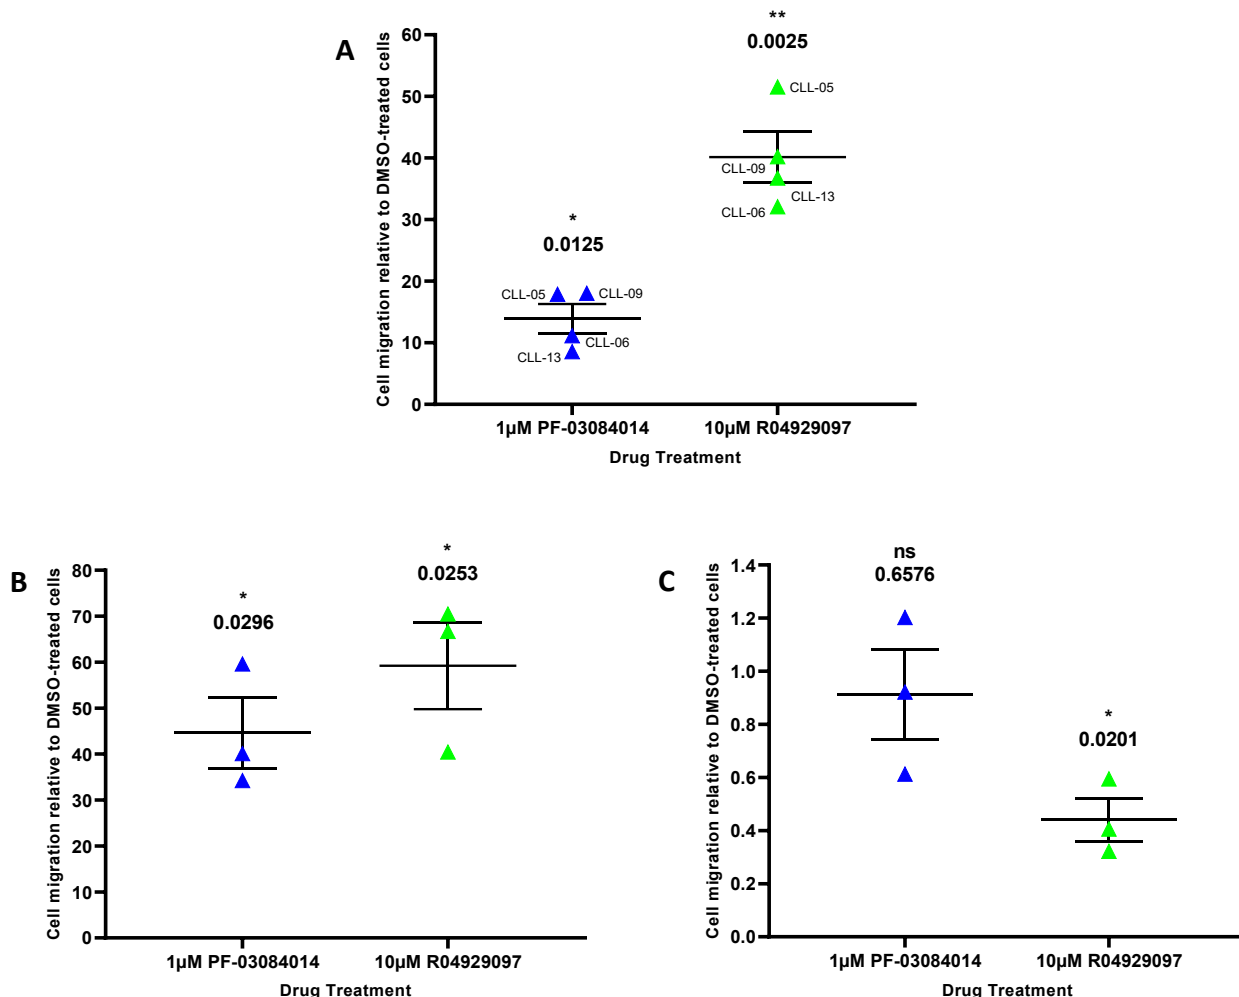 A
Cell migration relative to DMSO-treated cells
60
50
40
30
20
10
0
**
0.0025
CLL-05
CLL-09
CLL-13
CLL-06
*
0.0125
CLL-05
CLL-09
CLL-06
CLL-13
1µM PF-03084014
10µM R04929097
Drug Treatment
B
Cell migration relative to DMSO-treated cells
80
70
60
50
40
30
20
10
0
*
0.0296
*
0.0253
1µM PF-03084014
10µM R04929097
Drug Treatment
C
Cell migration relative to DMSO-treated cells
1.4
1.2
1.0
0.8
0.6
0.4
0.2
0.0
ns
0.6576
*
0.0201
1µM PF-03084014
10µM R04929097
Drug Treatment